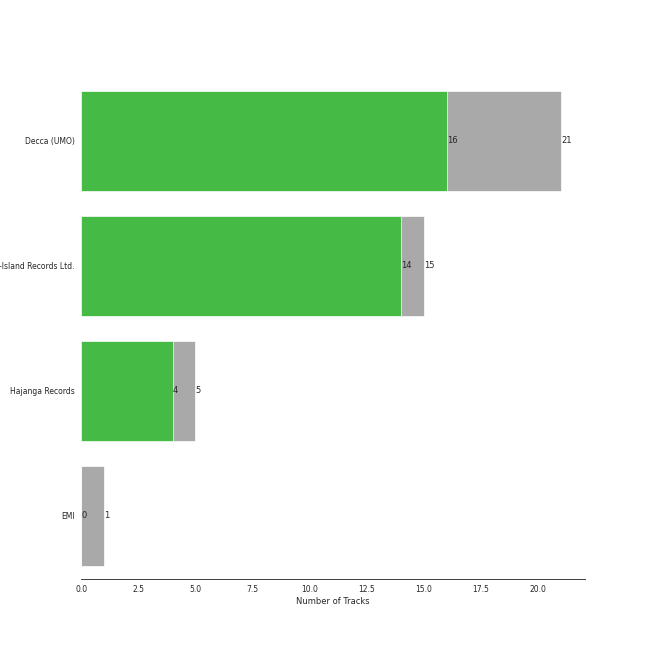 Decca (UMO)
16
21
-Island Records Ltd.
14
15
Hajanga Records
4
5
EMI
0
1
0.0 2.5 5.0 7.5 10.0 12.5 15.0 17.5 20.0
Number of Tracks